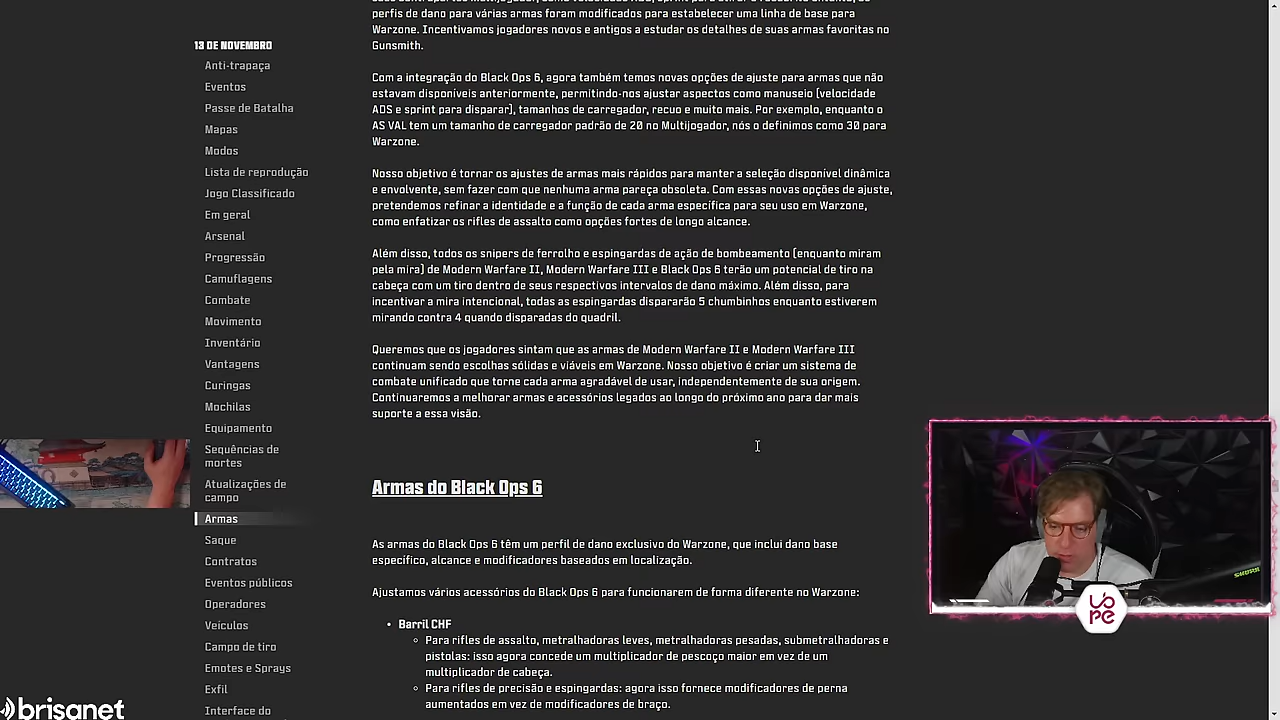 perfis de dano para várias armas foram modificados para estabelecer uma linha de base para
Warzone. Incentivamos jogadores novos e antigos a estudar os detalhes de suas armas favoritas no
Gunsmith.
Com a integração do Black Ops 6, agora também temos novas opções de ajuste para armas que não
estavam disponíveis anteriormente, permitindo-nos ajustar aspectos como manuseio (velocidade
ADS e sprint para disparar), tamanhos de carregador, recuo e muito mais. Por exemplo, enquanto o
AS VAL tem um tamanho de carregador padrão de 20 no Multijogador, nós o definimos como 30 para
Warzone.
Nosso objetivo é tornar os ajustes de armas mais rápidos para manter a seleção disponível dinâmica
e envolvente, sem fazer com que nenhuma arma pareça obsoleta. Com essas novas opções de ajuste,
pretendemos refinar a identidade e a função de cada arma específica para seu uso em Warzone,
como enfatizar os rifles de assalto como opções fortes de longo alcance.
Além disso, todos os snipers de ferrolho e espingardas de ação de bombeamento (enquanto miram
pela mira) de Modern Warfare II, Modern Warfare III e Black Ops 6 terão um potencial de tiro na
cabeça com um tiro dentro de seus respectivos intervalos de dano máximo. Além disso, para
incentivar a mira intencional, todas as espingardas dispararão 5 chumbinhos enquanto estiverem
mirando contra 4 quando disparadas do quadril.
Queremos que os jogadores sintam que as armas de Modern Warfare II e Modern Warfare III
continuam sendo escolhas sólidas e viáveis em Warzone. Nosso objetivo é criar um sistema de
combate unificado que torne cada arma agradável de usar, independentemente de sua origem.
Continuaremos a melhorar armas e acessórios legados ao longo do próximo ano para dar mais
suporte a essa visão.
Armas do Black Ops 6
As armas do Black Ops 6 têm um perfil de dano exclusivo do Warzone, que inclui dano base
específico, alcance e modificadores baseados em localização.
Ajustamos vários acessórios do Black Ops 6 para funcionarem de forma diferente no Warzone:
• Barril CHF
◦ Para rifles de assalto, metralhadoras leves, metralhadoras pesadas, submetralhadoras e
pistolas: isso agora concede um multiplicador de pescoço maior em vez de um
multiplicador de cabeça.
◦ Para rifles de precisão e espingardas: agora isso fornece modificadores de perna
aumentados em vez de modificadores de braço.
13 DE NOVEMBRO
Anti-trapaça
Eventos
Passe de Batalha
Mapas
Modos
Lista de reprodução
Jogo Classificado
Em geral
Arsenal
Progressão
Camuflagens
Combate
Movimento
Inventário
Vantagens
Curingas
Mochilas
Equipamento
Sequências de
mortes
Atualizações de
campo
Armas
Saque
Contratos
Eventos públicos
Operadores
Veículos
Campo de tiro
Emotes e Sprays
Exfil
Interface do
brisanet
SHURE